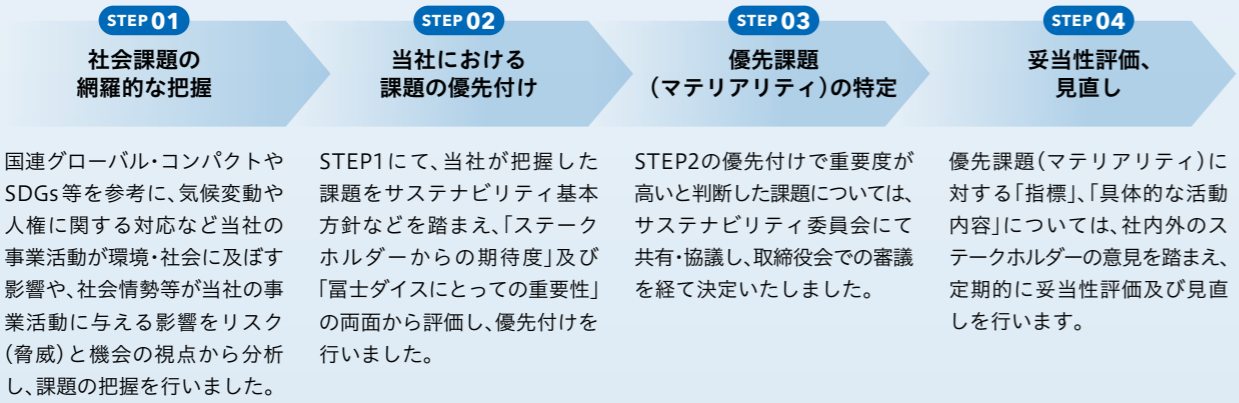 STEP 01
社会課題の
網羅的な把握
国連グローバル・コンパクトや
SDGs等を参考に、気候変動や
人権に関する対応など当社の
事業活動が環境・社会に及ぼす
影響や、社会情勢等が当社の事
業活動に与える影響をリスク
(脅威)と機会の視点から分析
し、課題の把握を行いました。
STEP 02
当社における
課題の優先付け
STEP1にて、当社が把握した
課題をサステナビリティ基本
方針などを踏まえ、「ステーク
ホルダーからの期待度」及び
「冨士ダイスにとっての重要性」
の両面から評価し、優先付けを
行いました。
STEP 03
優先課題
(マテリアリティ)の特定
STEP2の優先付けで重要度が
高いと判断した課題については、
サステナビリティ委員会にて
共有・協議し、取締役会での審議
を経て決定いたしました。
STEP 04
妥当性評価、
見直し
優先課題(マテリアリティ)に
対する「指標」、「具体的な活動
内容」については、社内外のス
テークホルダーの意見を踏まえ、
定期的に妥当性評価及び見直
しを行います。